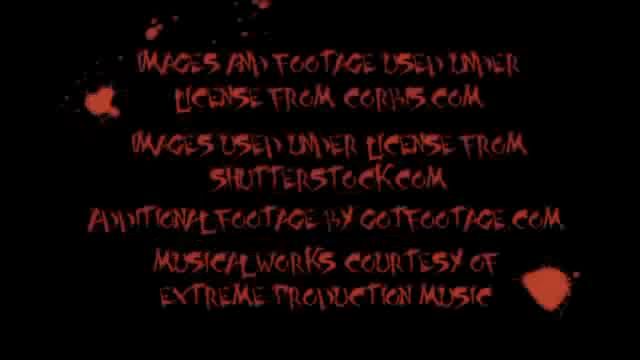 IMAGES AND FOOTAGE USED UNDER
LICENSE FROM CORBIS.COM
IMAGES USED UNDER LICENSE FROM
SHUTTERSTOCK.COM
ADDITIONAL FOOTAGE BY GOTFOOTAGE.COM
MUSICAL WORKS COURTESY OF
EXTREME PRODUCTION MUSIC